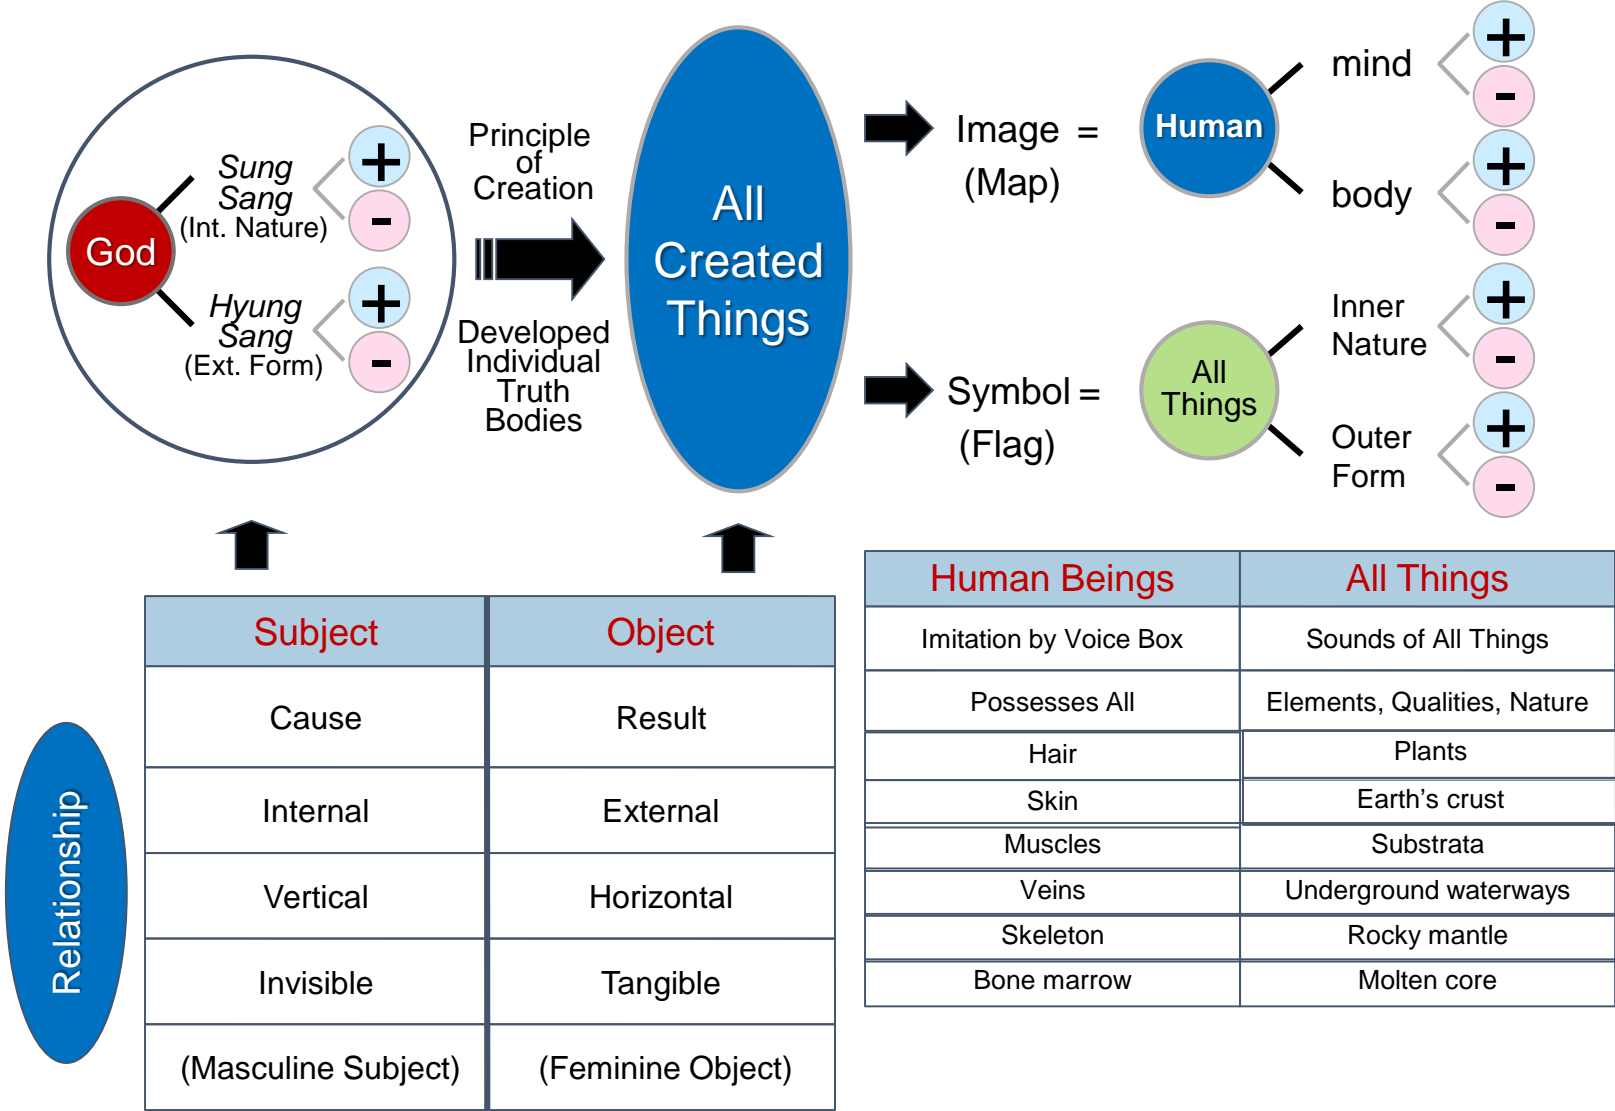 God
Sung
Sang
(Int. Nature)
+
-
Hyung
Sang
(Ext. Form)
+
-
Principle
of
Creation
Developed
Individual
Truth
Bodies
All
Created
Things
Image =
(Map)
Human
mind
+
-
body
+
-
Symbol =
(Flag)
All
Things
Inner
Nature
+
-
Outer
Form
+
-
Relationship
Subject Object
Cause Result
Internal External
Vertical Horizontal
Invisible Tangible
(Masculine Subject) (Feminine Object)
Human Beings All Things
Imitation by Voice Box Sounds of All Things
Possesses All Elements, Qualities, Nature
Hair Plants
Skin Earth’s crust
Muscles Substrata
Veins Underground waterways
Skeleton Rocky mantle
Bone marrow Molten core